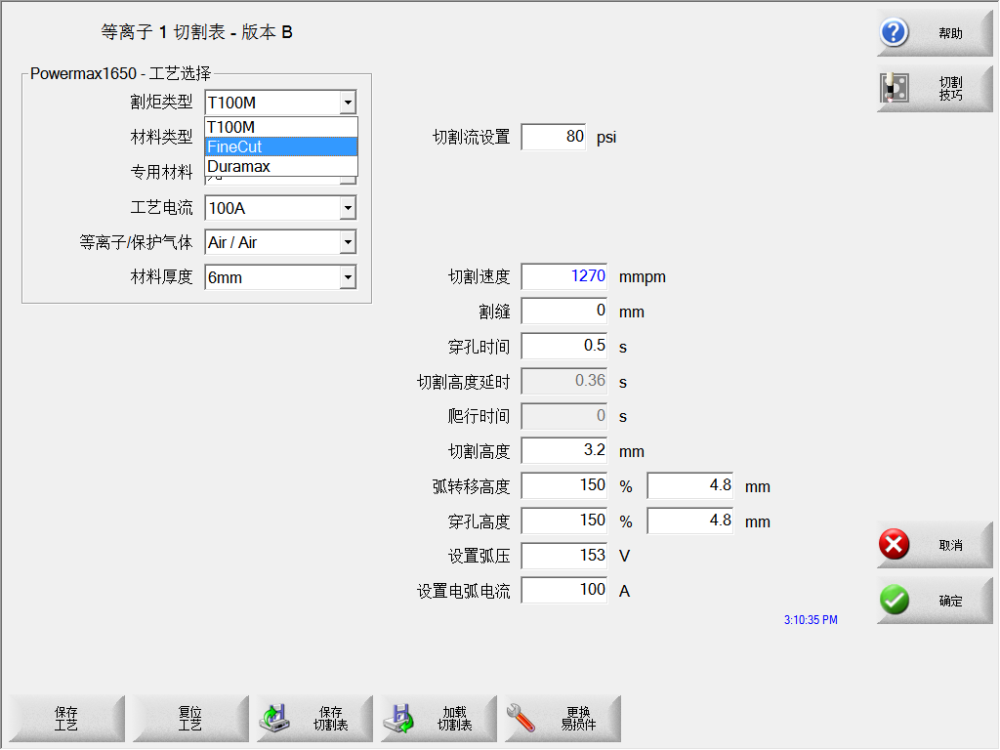 等离子 1 切割表 - 版本 B
帮助
切割
技巧
Powermax1650 - 工艺选择
割炬类型 T100M
T100M
FineCut
Duramax
材料类型
专用材料
工艺电流 100A
等离子/保护气体 Air / Air
材料厚度 6mm
切割流设置 80 psi
切割速度 1270 mmpm
割缝 0 mm
穿孔时间 0.5 s
切割高度延时 0.36 s
爬行时间 0 s
切割高度 3.2 mm
弧转移高度 150 % 4.8 mm
穿孔高度 150 % 4.8 mm
设置弧压 153 V
设置电弧电流 100 A
取消
确定
3:10:35 PM
保存
工艺
复位
工艺
保存
切割表
加载
切割表
更换
易损件